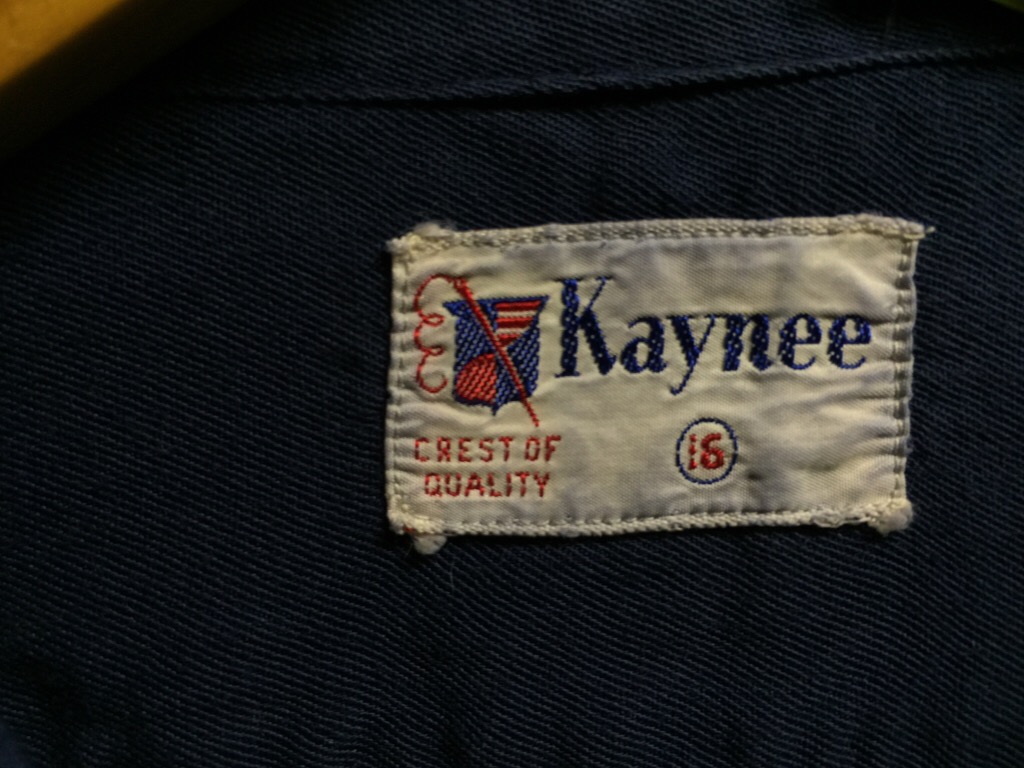 Kaynee
CREST OF
QUALITY
16